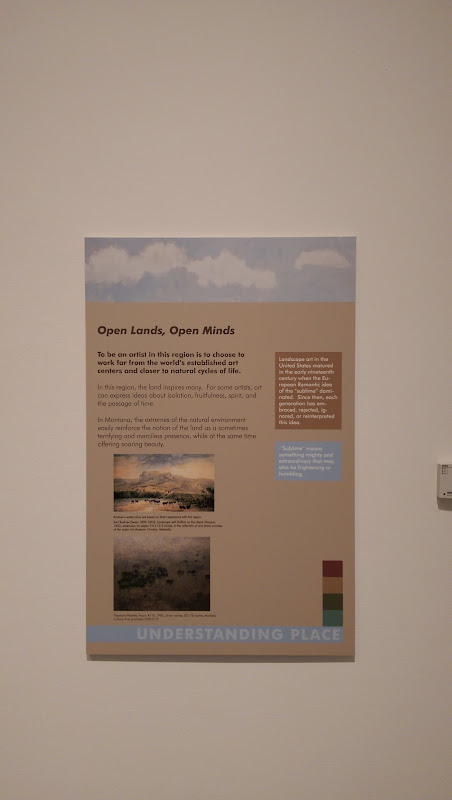 Open Lands, Open Minds
To be an artist in this region is to choose to
work far from the world's established art
centers and closer to natural cycles of life.
In this region, the land inspires many. For some artists, art
can express ideas about isolation, fruitfulness, spirit, and
the passage of time.
In Montana, the extremes of the natural environment
easily reinforce the notion of the land as a sometimes
terrifying and merciless presence, while at the same time
offering soaring beauty.
Landscape art in the
United States matured
in the early nineteenth
century when the Eu-
ropean Romantic idea
of the "sublime" domi-
nated. Since then, each
generation has em-
braced, rejected, ig-
nored, or reinterpreted
this idea.
"Sublime" means
something mighty and
extraordinary that may
also be frightening or
humbling.
UNDERSTANDING PLACE